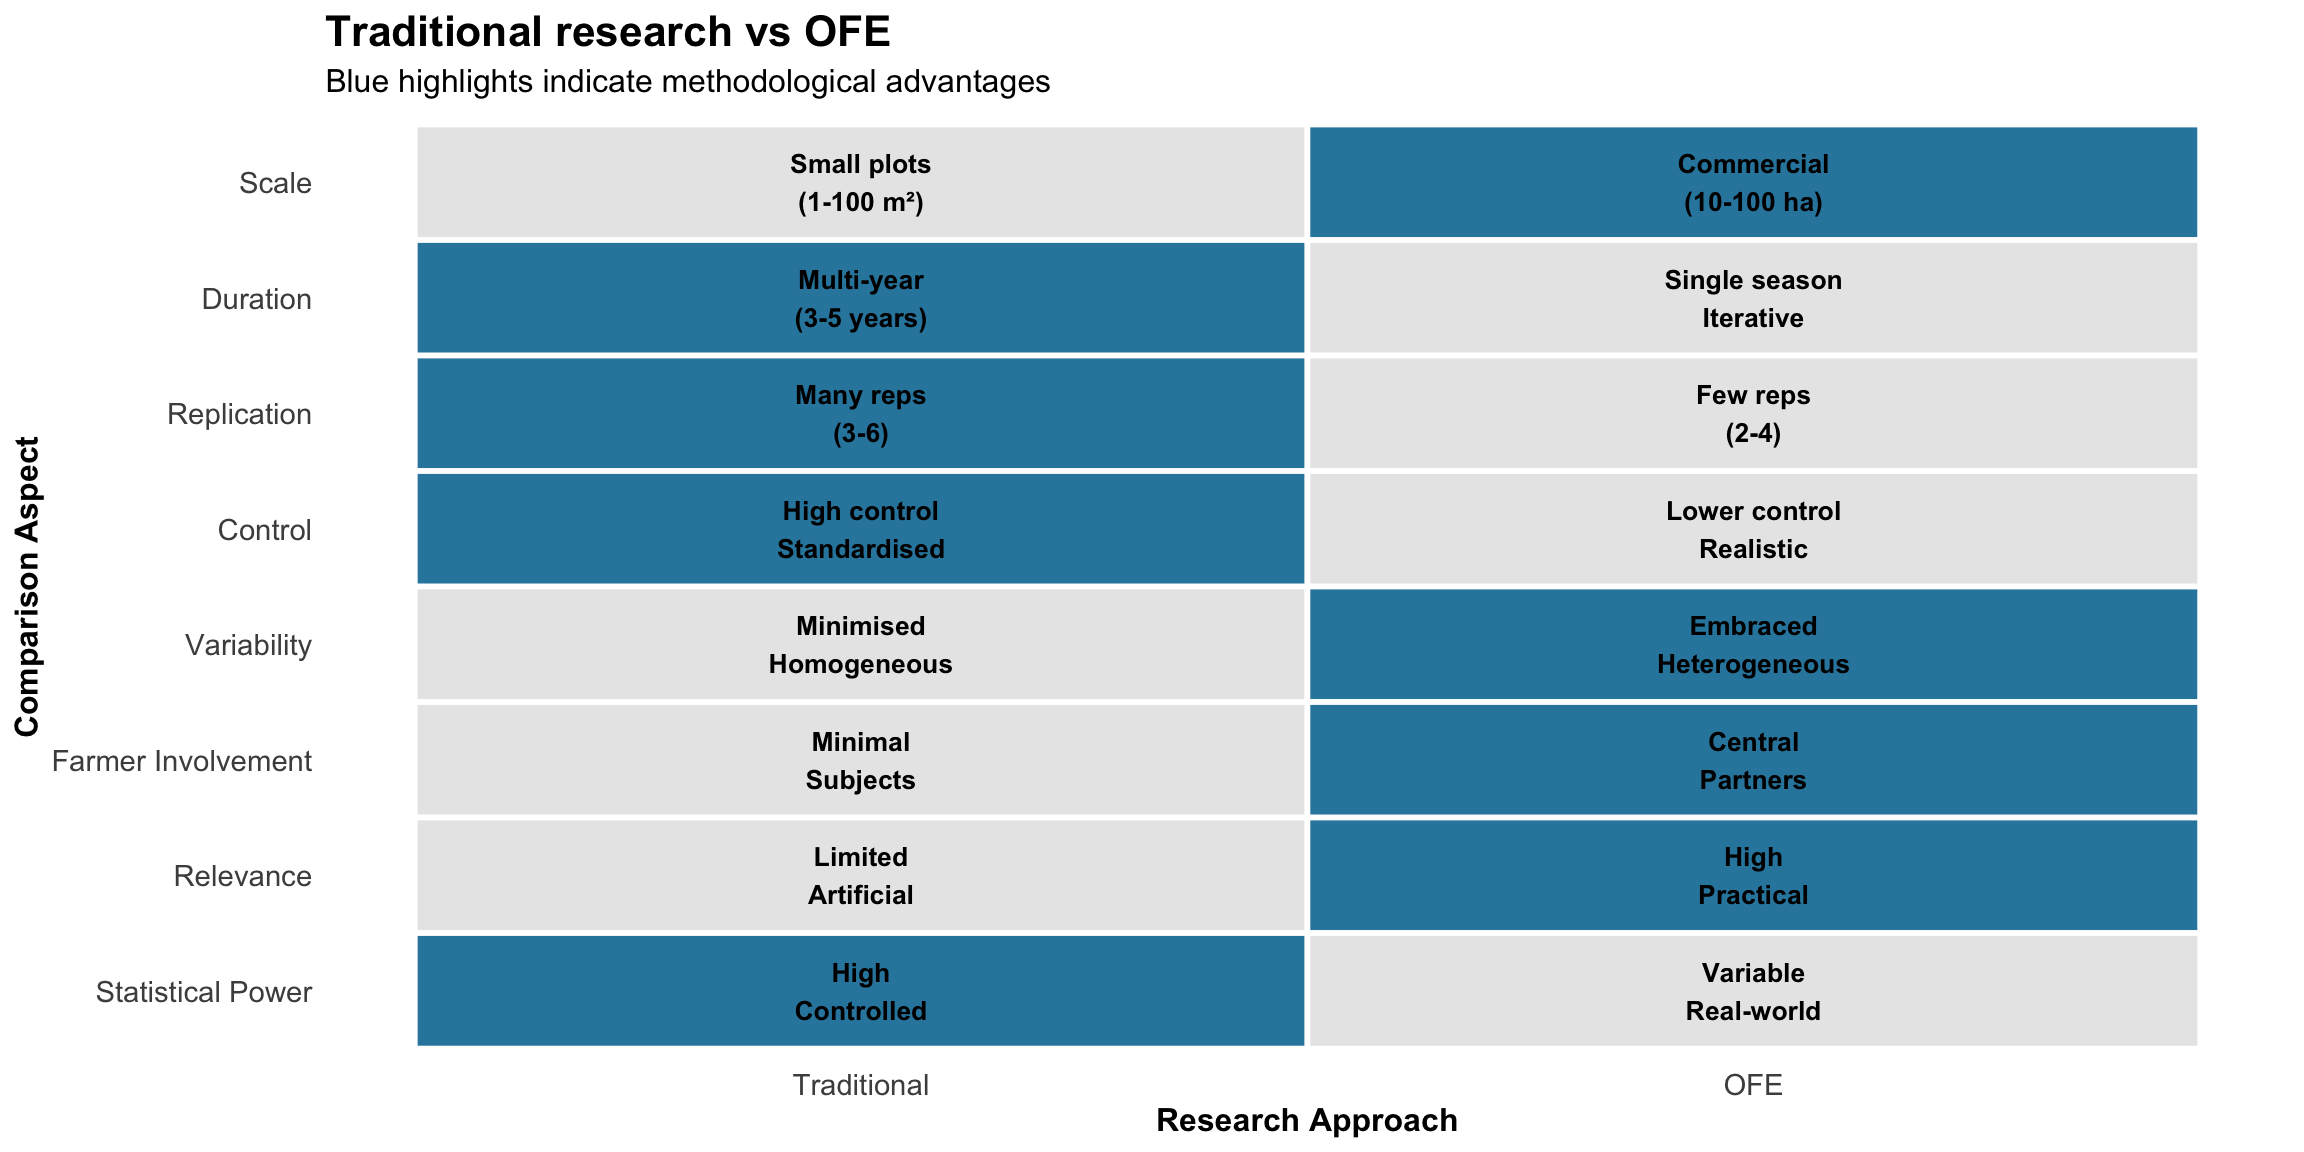 Traditional research vs OFE
Blue highlights indicate methodological advantages
Comparison Aspect
Scale
Small plots
(1-100 m²)
Commercial
(10-100 ha)
Duration
Multi-year
(3-5 years)
Single season
Iterative
Replication
Many reps
(3-6)
Few reps
(2-4)
Control
High control
Standardised
Lower control
Realistic
Variability
Minimised
Homogeneous
Embraced
Heterogeneous
Farmer Involvement
Minimal
Subjects
Central
Partners
Relevance
Limited
Artificial
High
Practical
Statistical Power
High
Controlled
Variable
Real-world
Traditional
OFE
Research Approach